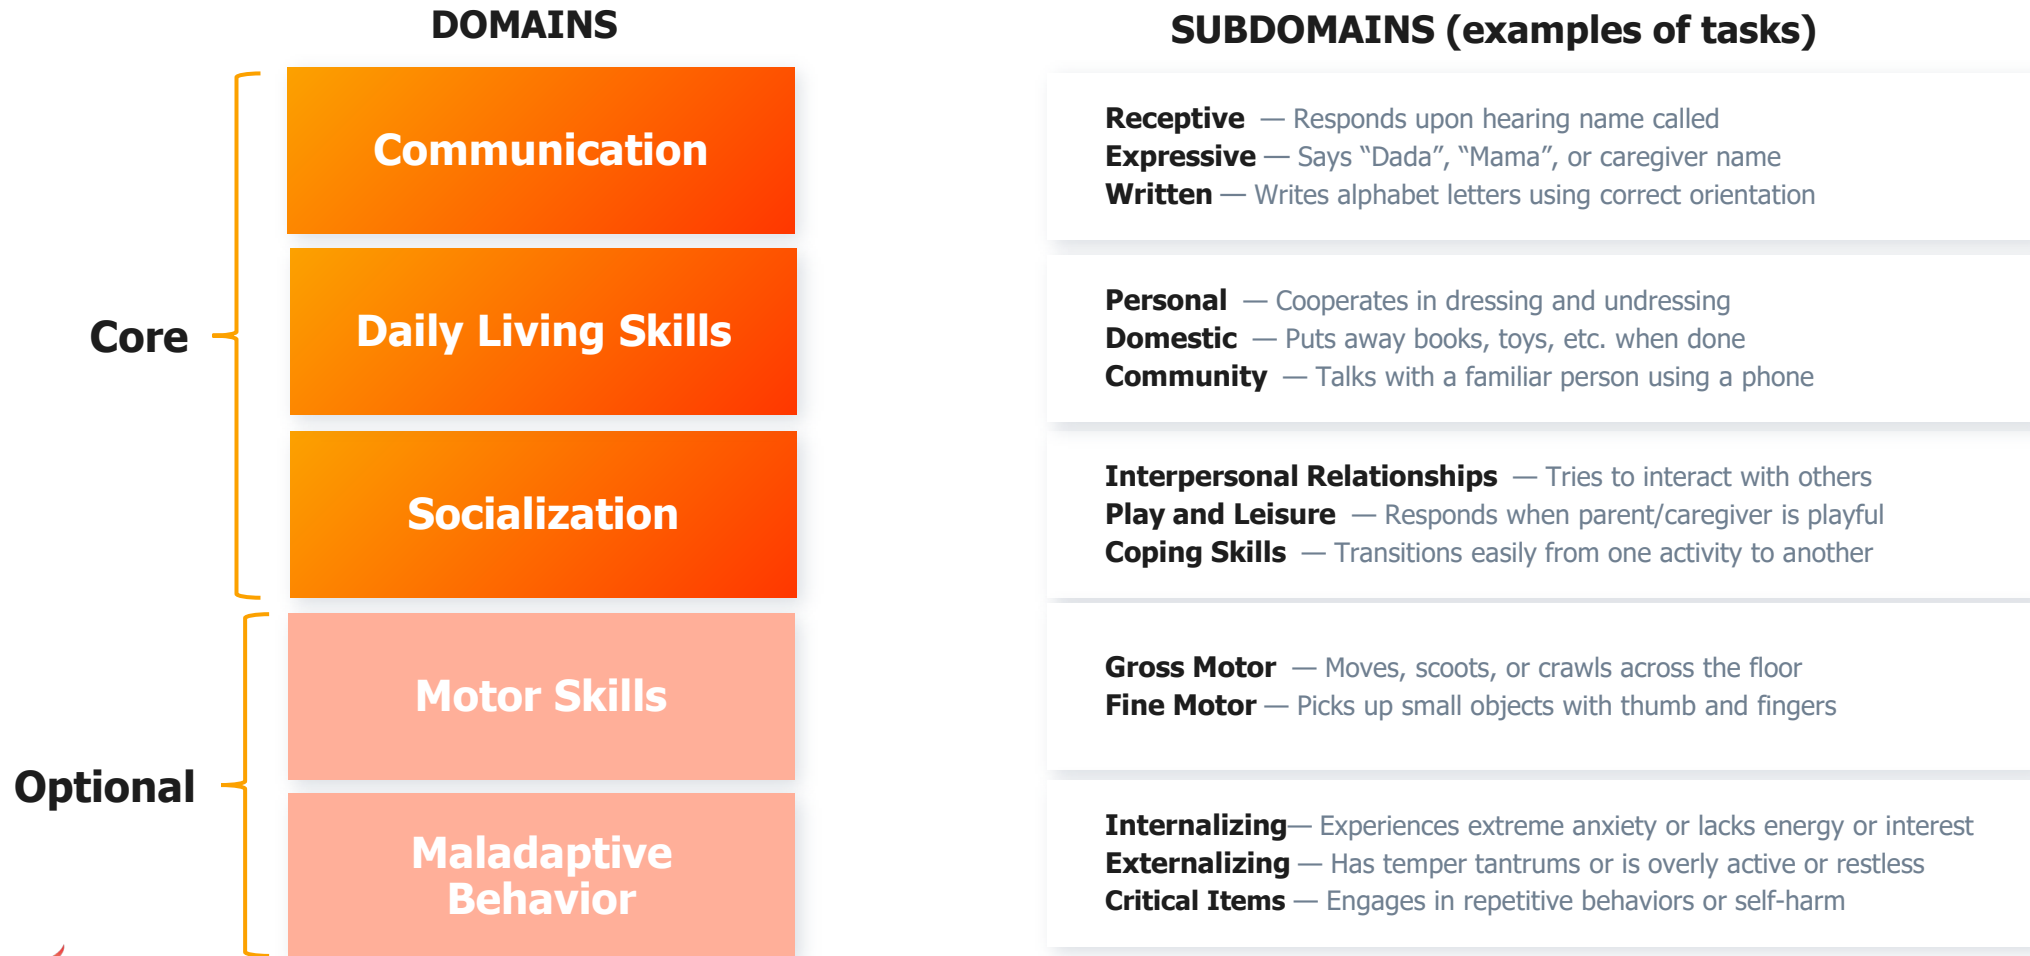 DOMAINS
SUBDOMAINS (examples of tasks)
Core
Communication
Receptive — Responds upon hearing name called
Expressive — Says “Dada”, “Mama”, or caregiver name
Written — Writes alphabet letters using correct orientation
Daily Living Skills
Personal — Cooperates in dressing and undressing
Domestic — Puts away books, toys, etc. when done
Community — Talks with a familiar person using a phone
Socialization
Interpersonal Relationships — Tries to interact with others
Play and Leisure — Responds when parent/caregiver is playful
Coping Skills — Transitions easily from one activity to another
Optional
Motor Skills
Gross Motor — Moves, scoots, or crawls across the floor
Fine Motor — Picks up small objects with thumb and fingers
Maladaptive
Behavior
Internalizing— Experiences extreme anxiety or lacks energy or interest
Externalizing — Has temper tantrums or is overly active or restless
Critical Items — Engages in repetitive behaviors or self-harm